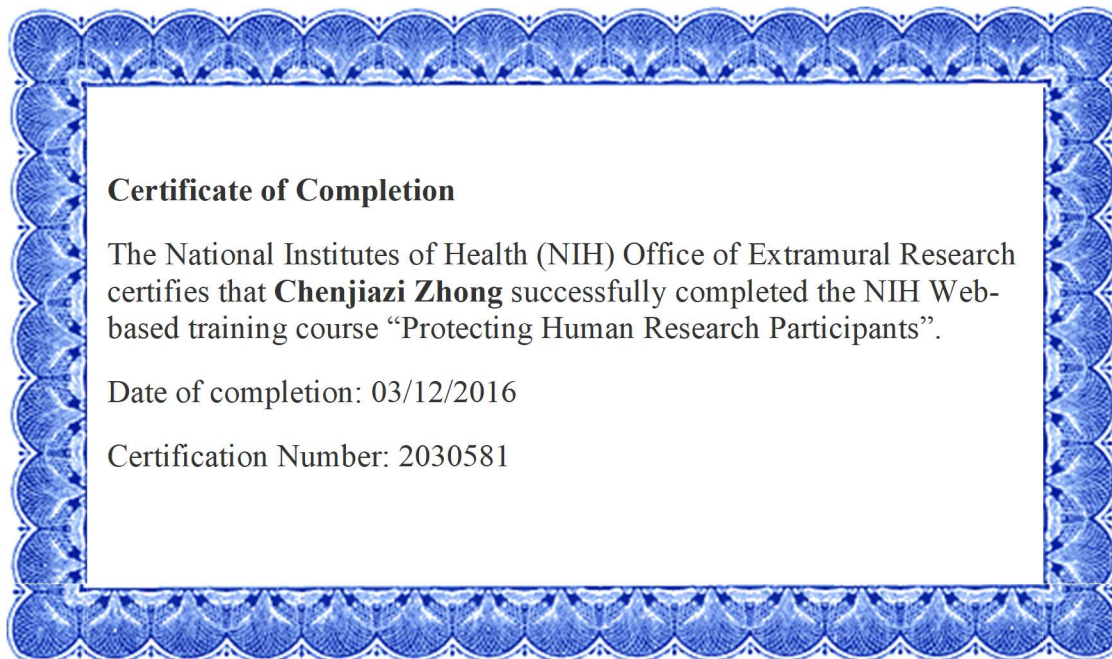 Certificate of Completion
The National Institutes of Health (NIH) Office of Extramural Research
certifies that Chenjiazi Zhong successfully completed the NIH Web-
based training course “Protecting Human Research Participants”.
Date of completion: 03/12/2016
Certification Number: 2030581